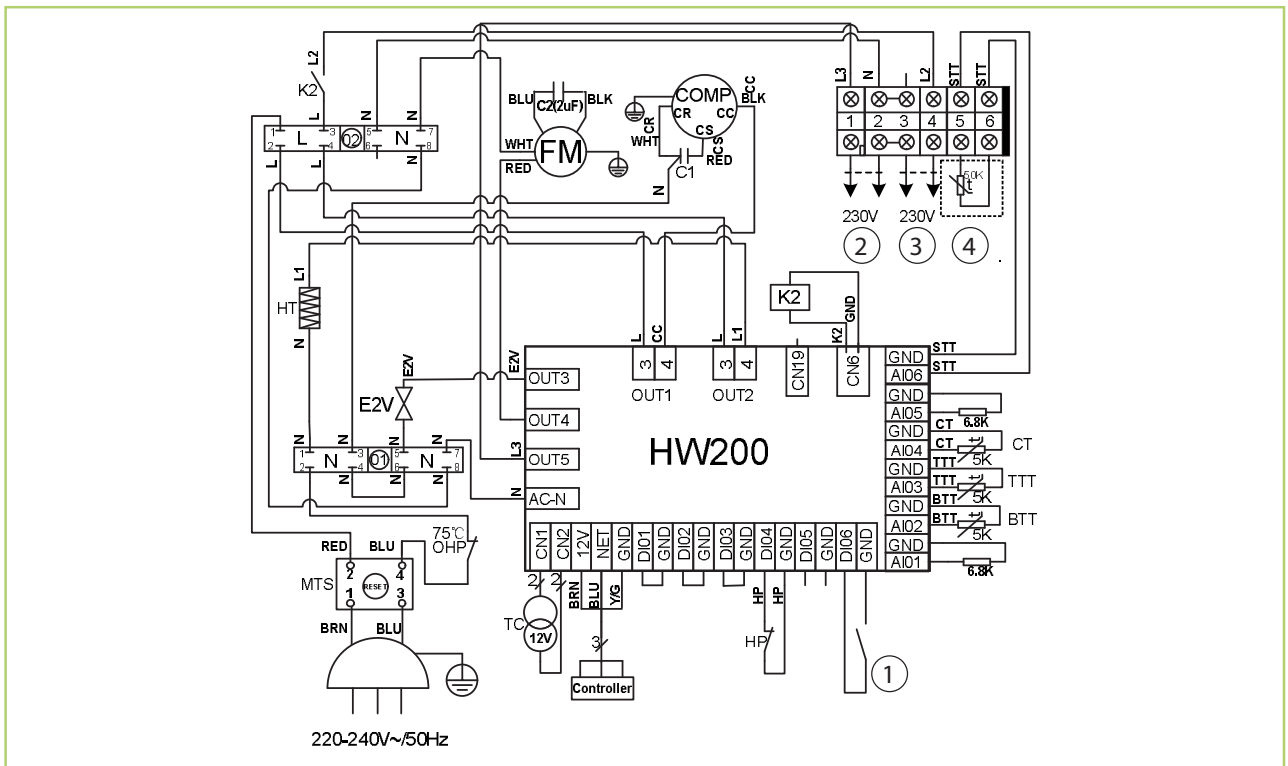 L2
K2
L
N
N
1 3 5 7
L 02 N
2 4 6 8
L
L
N
BLU
C2(2uF)
BLK
WHT
FM
RED
COMP
CR
CC
CS
CC
BLK
CR
WHT
CS
RED
C1
N
L3
N
L2
STT
STT
1 2 3 4 5 6
50K
t
230V
230V
2
3
4
L1
HT
N
K2
K2
GND
L
CC
L
L1
3 4
OUT1
3 4
OUT2
CN19
CN6
E2V
E2V
E2V
OUT3
OUT4
L3
OUT5
N
AC-N
HW200
N N N N
1 3 5 7
N 01 N
2 4 6 8
N N
GND
STT
AI06
STT
GND
AI05
6.8K
GND
CT
AI04
CT
t
5K
CT
GND
TTT
AI03
TTT
t
5K
TTT
GND
BTT
AI02
BTT
t
5K
BTT
GND
AI01
6.8K
CN1
CN2
12V
NET
GND
DI01
GND
DI02
GND
DI03
GND
DI04
GND
DI05
GND
DI06
GND
2
2
BRN
BLU
Y/G
TC
12V
3
Controller
HP
HP
HP
1
75℃
OHP
RED
BLU
2 4
MTS
RESET
1 3
BRN
BLU
220-240V~/50Hz